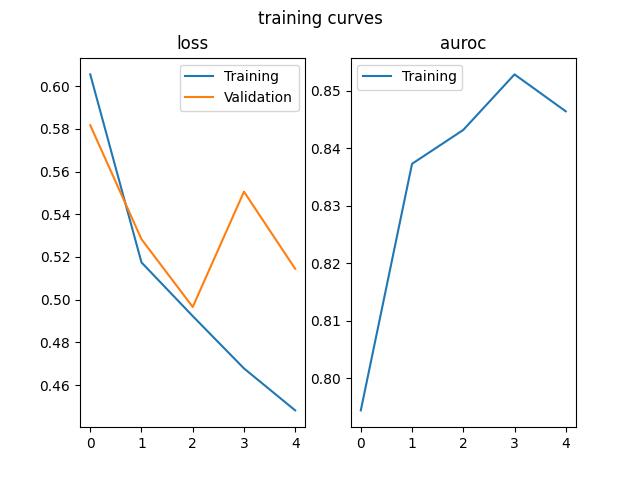 training curves
loss
Training
Validation
0.60
0.58
0.56
0.54
0.52
0.50
0.48
0.46
0 1 2 3 4
auroc
Training
0.85
0.84
0.83
0.82
0.81
0.80
0 1 2 3 4